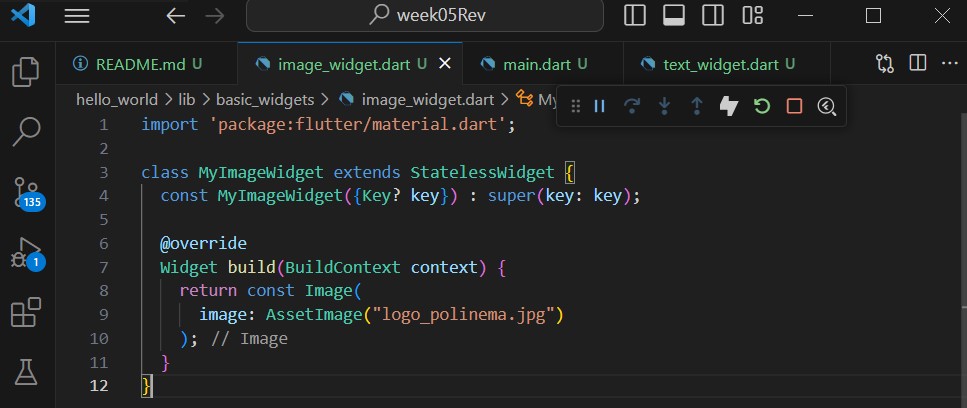 week05Rev
README.md U
image_widget.dart U
main.dart U
text_widget.dart U
hello_world > lib > basic_widgets > image_widget.dart > My
1 import 'package:flutter/material.dart';
2
3 class MyImageWidget extends StatelessWidget {
4 const MyImageWidget({Key? key}) : super(key: key);
5
6 @override
7 Widget build(BuildContext context) {
8 return const Image(
9 image: AssetImage("logo_polinema.jpg")
10 ); // Image
11 }
12 }
135
1